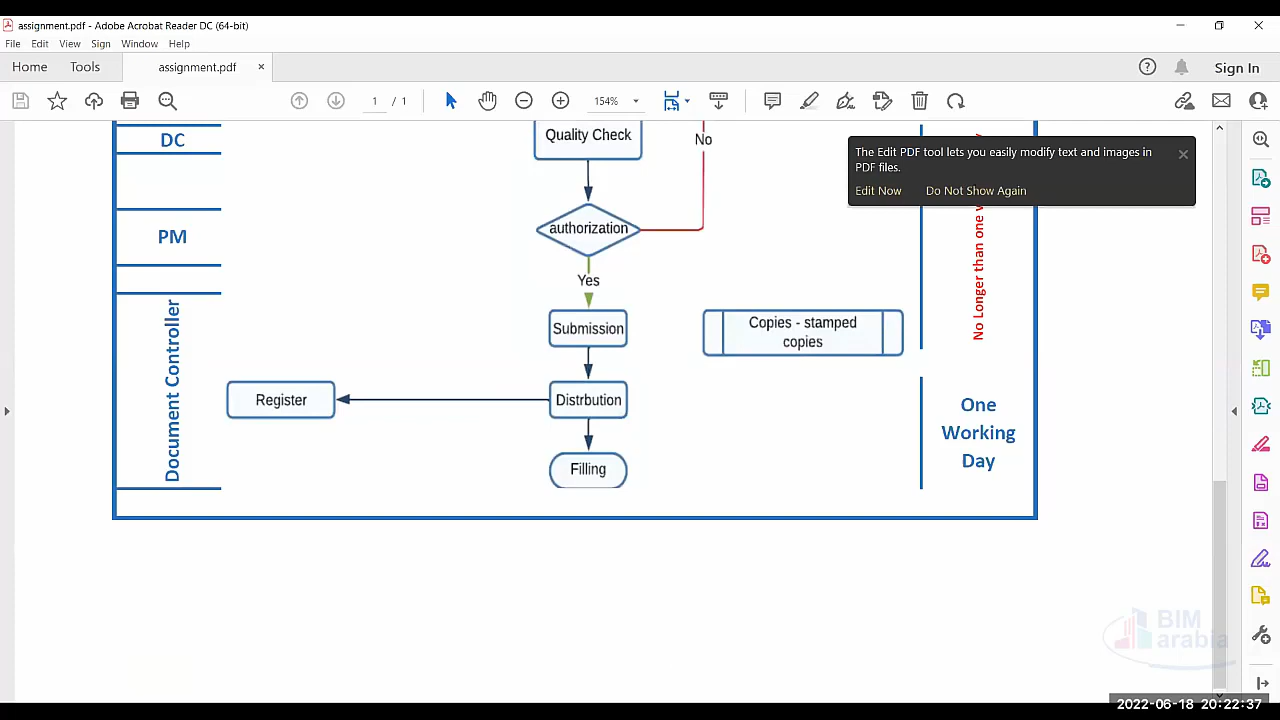 assignment.pdf - Adobe Acrobat Reader DC (64-bit)
File Edit View Sign Window Help
Home Tools assignment.pdf × Sign In
1 / 1 154%
The Edit PDF tool lets you easily modify text and images in
PDF files.
Edit Now Do Not Show Again
DC
Quality Check
No
PM
authorization
No Longer than one
Yes
Document Controller
Submission
Copies - stamped
copies
Register
Distrbution
One
Working
Day
Filling
BIM
arabia
2022-06-18 20:22:37